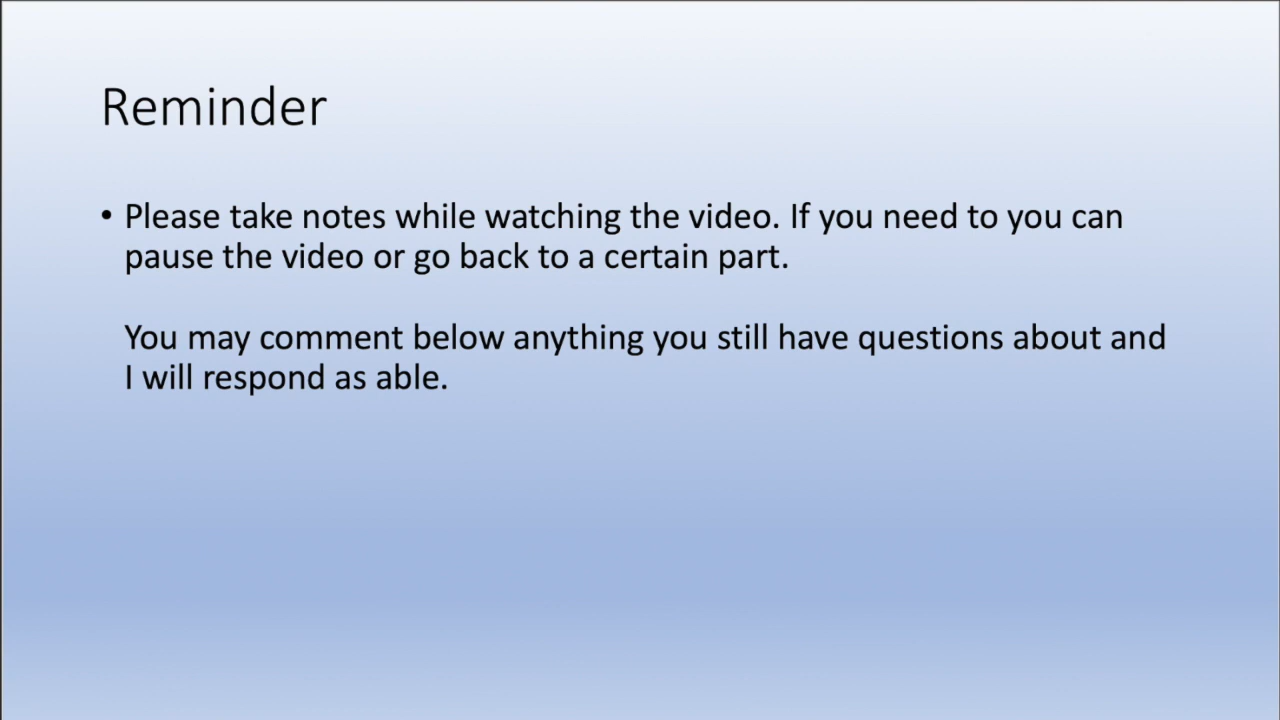 Reminder
• Please take notes while watching the video. If you need to you can
pause the video or go back to a certain part.
You may comment below anything you still have questions about and
I will respond as able.